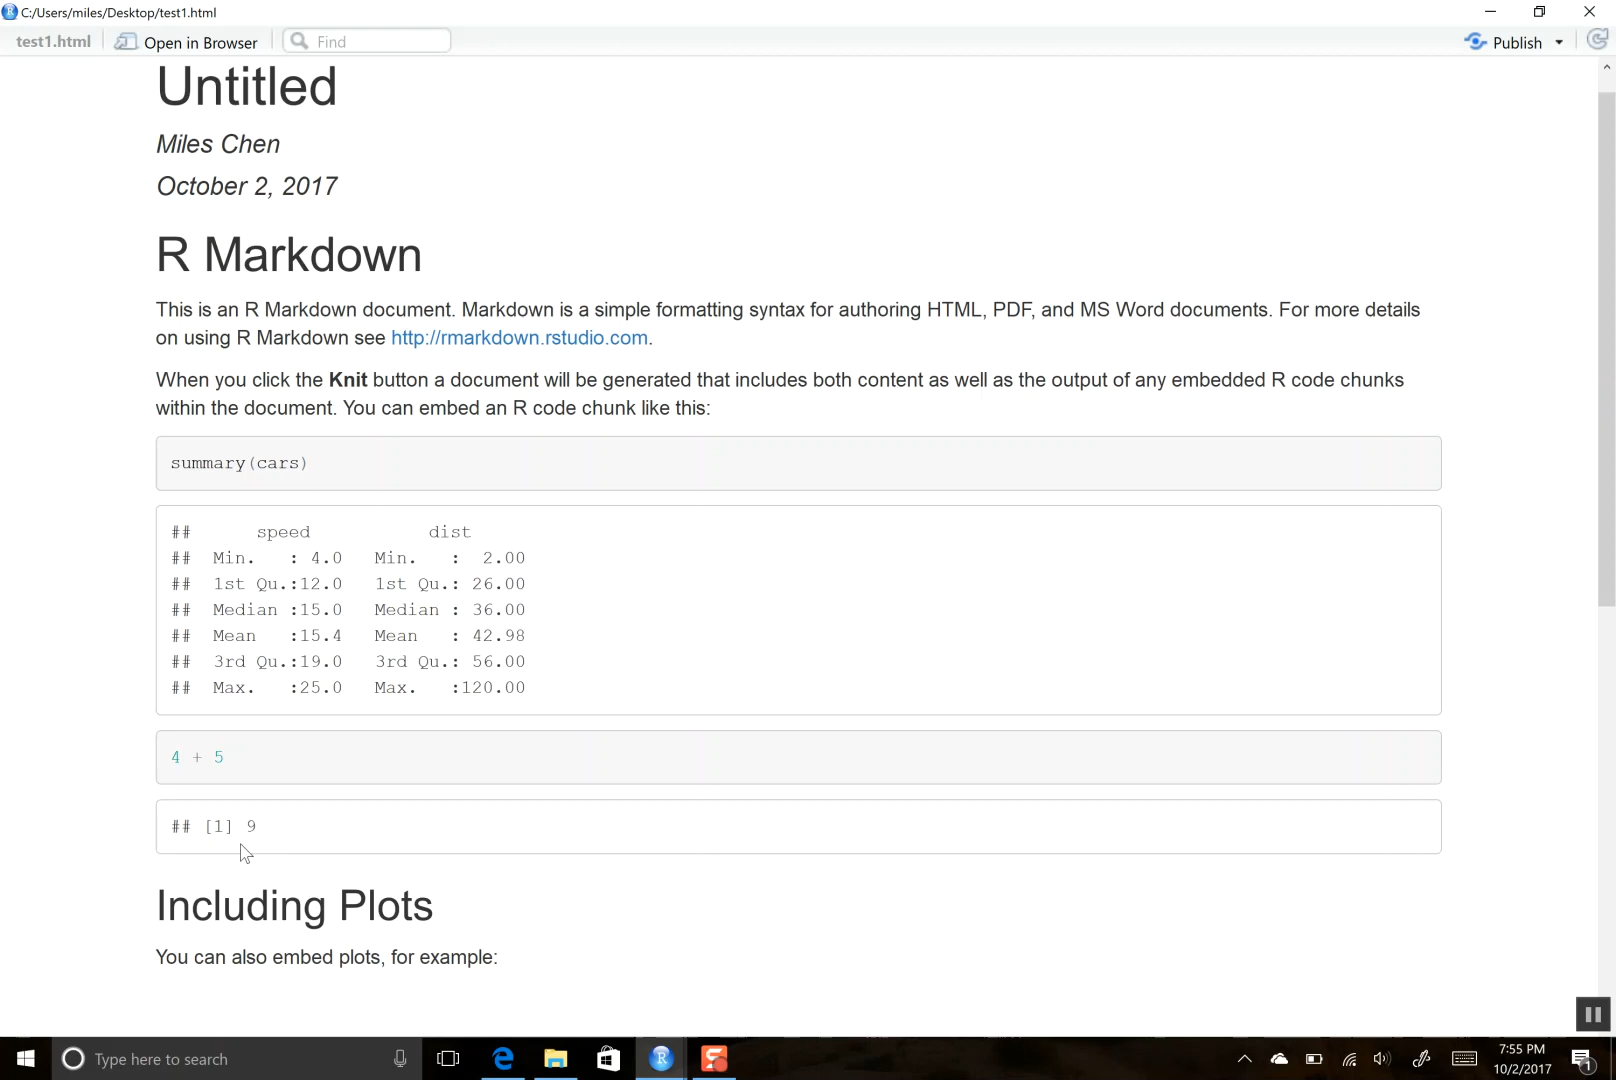 C:/Users/miles/Desktop/test1.html
test1.html Open in Browser Find Publish
Untitled
Miles Chen
October 2, 2017
R Markdown
This is an R Markdown document. Markdown is a simple formatting syntax for authoring HTML, PDF, and MS Word documents. For more details
on using R Markdown see http://rmarkdown.rstudio.com.
When you click the Knit button a document will be generated that includes both content as well as the output of any embedded R code chunks
within the document. You can embed an R code chunk like this:
summary(cars)
##      speed           dist
##  Min.   : 4.0   Min.   :  2.00
##  1st Qu.:12.0   1st Qu.: 26.00
##  Median :15.0   Median : 36.00
##  Mean   :15.4   Mean   : 42.98
##  3rd Qu.:19.0   3rd Qu.: 56.00
##  Max.   :25.0   Max.   :120.00
4 + 5
## [1] 9
Including Plots
You can also embed plots, for example:
Type here to search
7:55 PM
10/2/2017
1